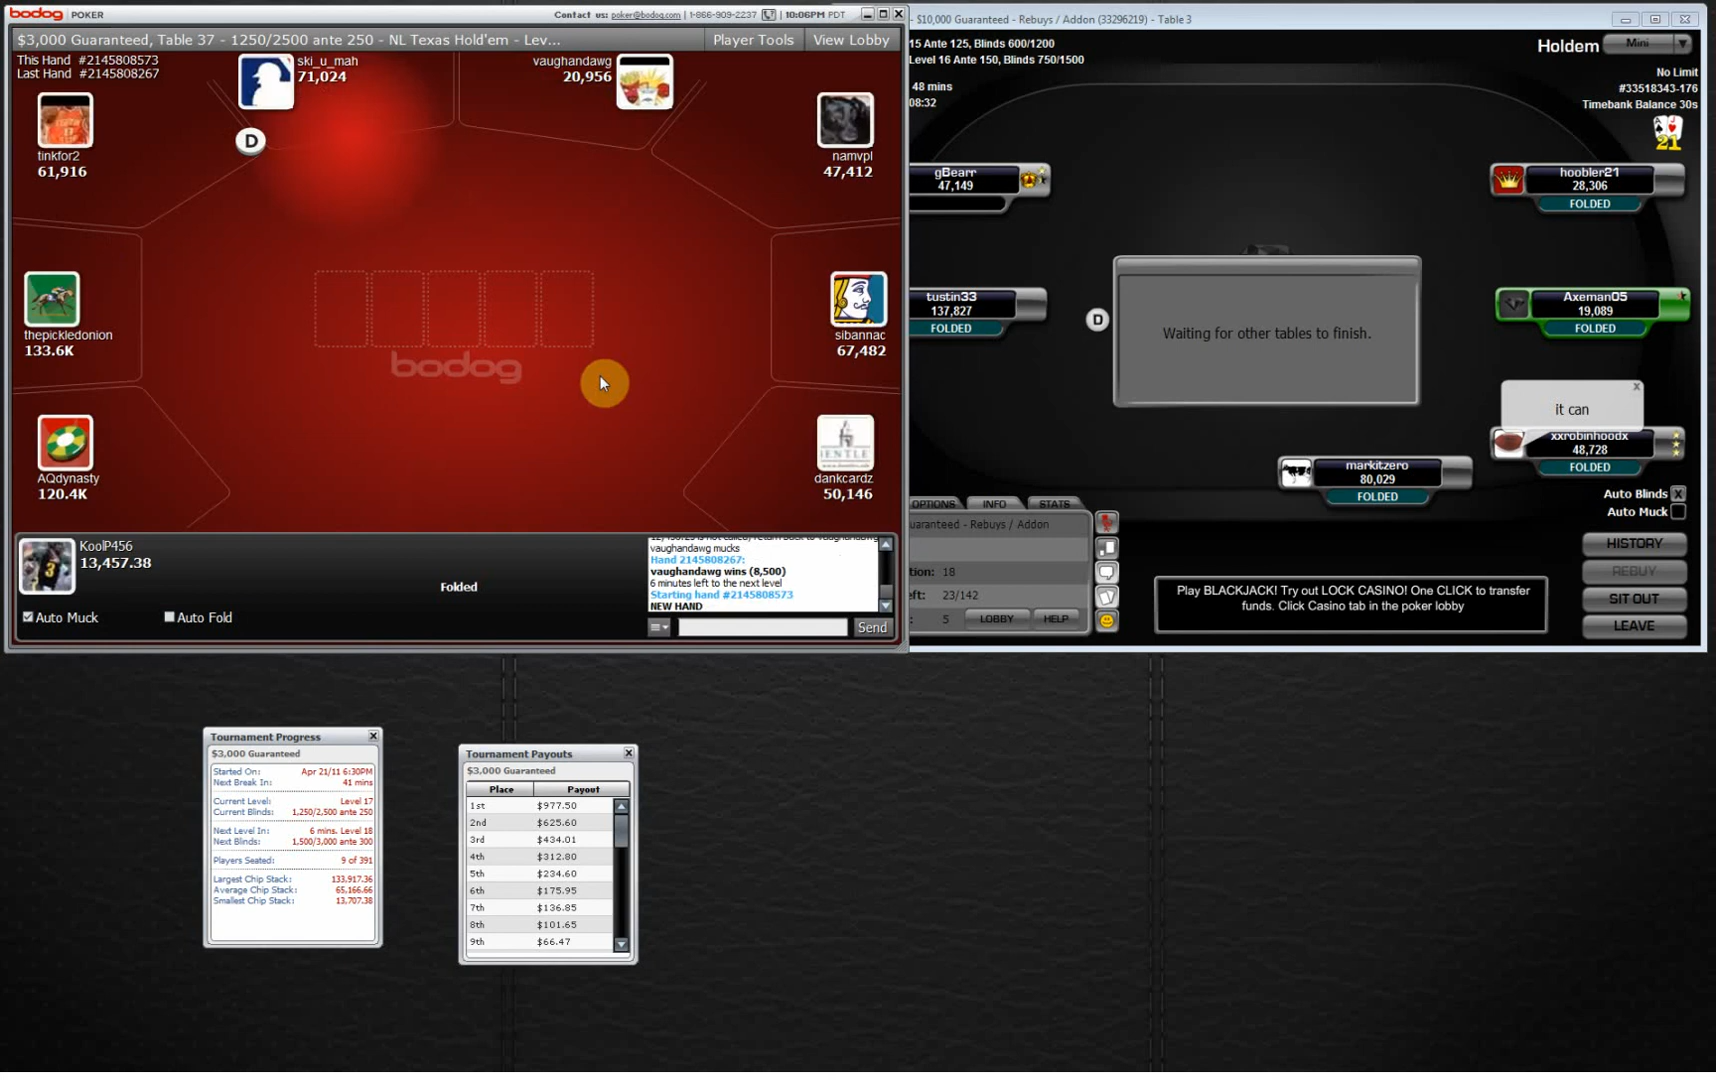 bodog POKER
Contact us: poker@bodog.com | 1-866-909-2237 | 10:06PM PDT
$3,000 Guaranteed, Table 37 - 1250/2500 ante 250 - NL Texas Hold'em - Lev...
Player Tools
View Lobby
This Hand #2145808573
Last Hand #2145808267
ski_u_mah
71,024
vaughandawg
20,956
D
tinkfor2
61,916
namvpl
47,412
thepickledonion
133.6K
sibannac
67,482
bodog
AQdynasty
120.4K
dankcardz
50,146
KoolP456
13,457.38
Folded
Auto Muck
Auto Fold
vaughandawg mucks
Hand 2145808267:
vaughandawg wins (8,500)
6 minutes left to the next level
Starting hand #2145808573
NEW HAND
Send
- $10,000 Guaranteed - Rebuys / Addon (33296219) - Table 3
15 Ante 125, Blinds 600/1200
Level 16 Ante 150, Blinds 750/1500
48 mins
08:32
Holdem
Mini
No Limit
#33518343-176
Timebank Balance 30s
21
gBearr
47,149
hoobler21
28,306
FOLDED
tustin33
137,827
FOLDED
D
Waiting for other tables to finish.
Axeman05
19,089
FOLDED
it can
xxrobinhoodx
48,728
FOLDED
markitzero
80,029
FOLDED
Auto Blinds
Auto Muck
OPTIONS
INFO
STATS
uaranteed - Rebuys / Addon
tion: 18
eft: 23/142
: 5
LOBBY
HELP
Play BLACKJACK! Try out LOCK CASINO! One CLICK to transfer
funds. Click Casino tab in the poker lobby
HISTORY
REBUY
SIT OUT
LEAVE
Tournament Progress
$3,000 Guaranteed
Started On: Apr 21/11 6:30PM
Next Break In: 41 mins
Current Level: Level 17
Current Blinds: 1,250/2,500 ante 250
Next Level In: 6 mins. Level 18
Next Blinds: 1,500/3,000 ante 300
Players Seated: 9 of 391
Largest Chip Stack: 133,917.36
Average Chip Stack: 65,166.66
Smallest Chip Stack: 13,707.38
Tournament Payouts
$3,000 Guaranteed
Place Payout
1st $977.50
2nd $625.60
3rd $434.01
4th $312.80
5th $234.60
6th $175.95
7th $136.85
8th $101.65
9th $66.47